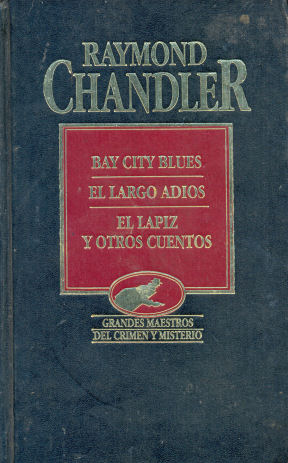 RAYMOND
CHANDLER
BAY CITY BLUES
EL LARGO ADIOS
EL LAPIZ
Y OTROS CUENTOS
GRANDES MAESTROS
DEL CRIMEN Y MISTERIO